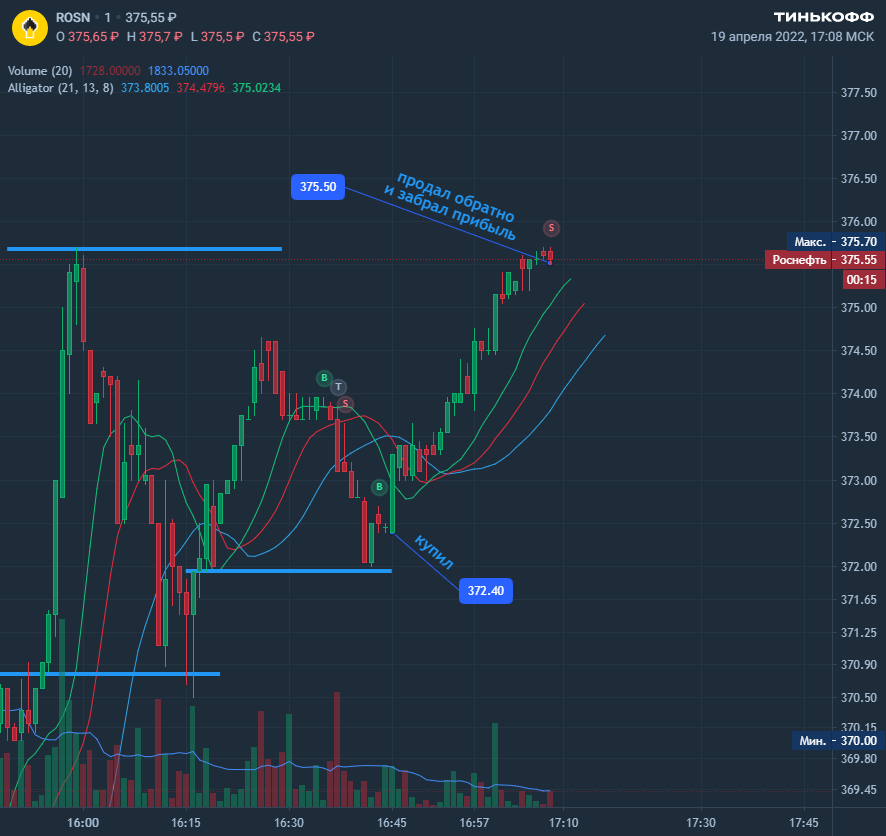 ROSN • 1 • 375,55 ₽
ТИНЬКОФФ
O 375,65 ₽ H 375,7 ₽ L 375,5 ₽ C 375,55 ₽
19 апреля 2022, 17:08 МСК
Volume (20) 1728.00000 1833.05000
Alligator (21, 13, 8) 373.8005 374.4796 375.0234
377.50
377.00
376.50
376.00
Макс. 375.70
Роснефть 375.55
00:15
375.00
374.50
374.00
373.50
373.00
372.50
372.00
371.65
371.25
370.90
370.50
370.15
Мин. 370.00
369.80
369.45
375.50
продал обратно
и забрал прибыль
S
B
T
S
B
купил
372.40
16:00 16:15 16:30 16:45 16:57 17:10 17:30 17:45